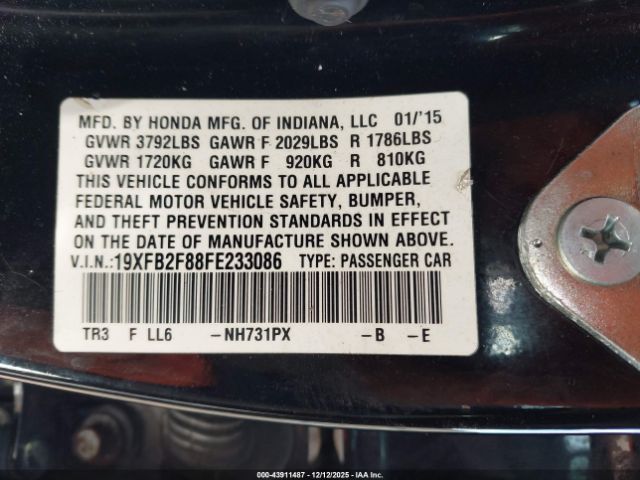 MFD. BY HONDA MFG. OF INDIANA, LLC 01/'15
GVWR 3792LBS GAWR F 2029LBS R 1786LBS
GVWR 1720KG GAWR F 920KG R 810KG
THIS VEHICLE CONFORMS TO ALL APPLICABLE
FEDERAL MOTOR VEHICLE SAFETY, BUMPER,
AND THEFT PREVENTION STANDARDS IN EFFECT
ON THE DATE OF MANUFACTURE SHOWN ABOVE.
V.I.N.:19XFB2F88FE233086 TYPE: PASSENGER CAR
TR3 F LL6 -NH731PX -B -E
000-43911487 - 12/12/2025 - IAA Inc.